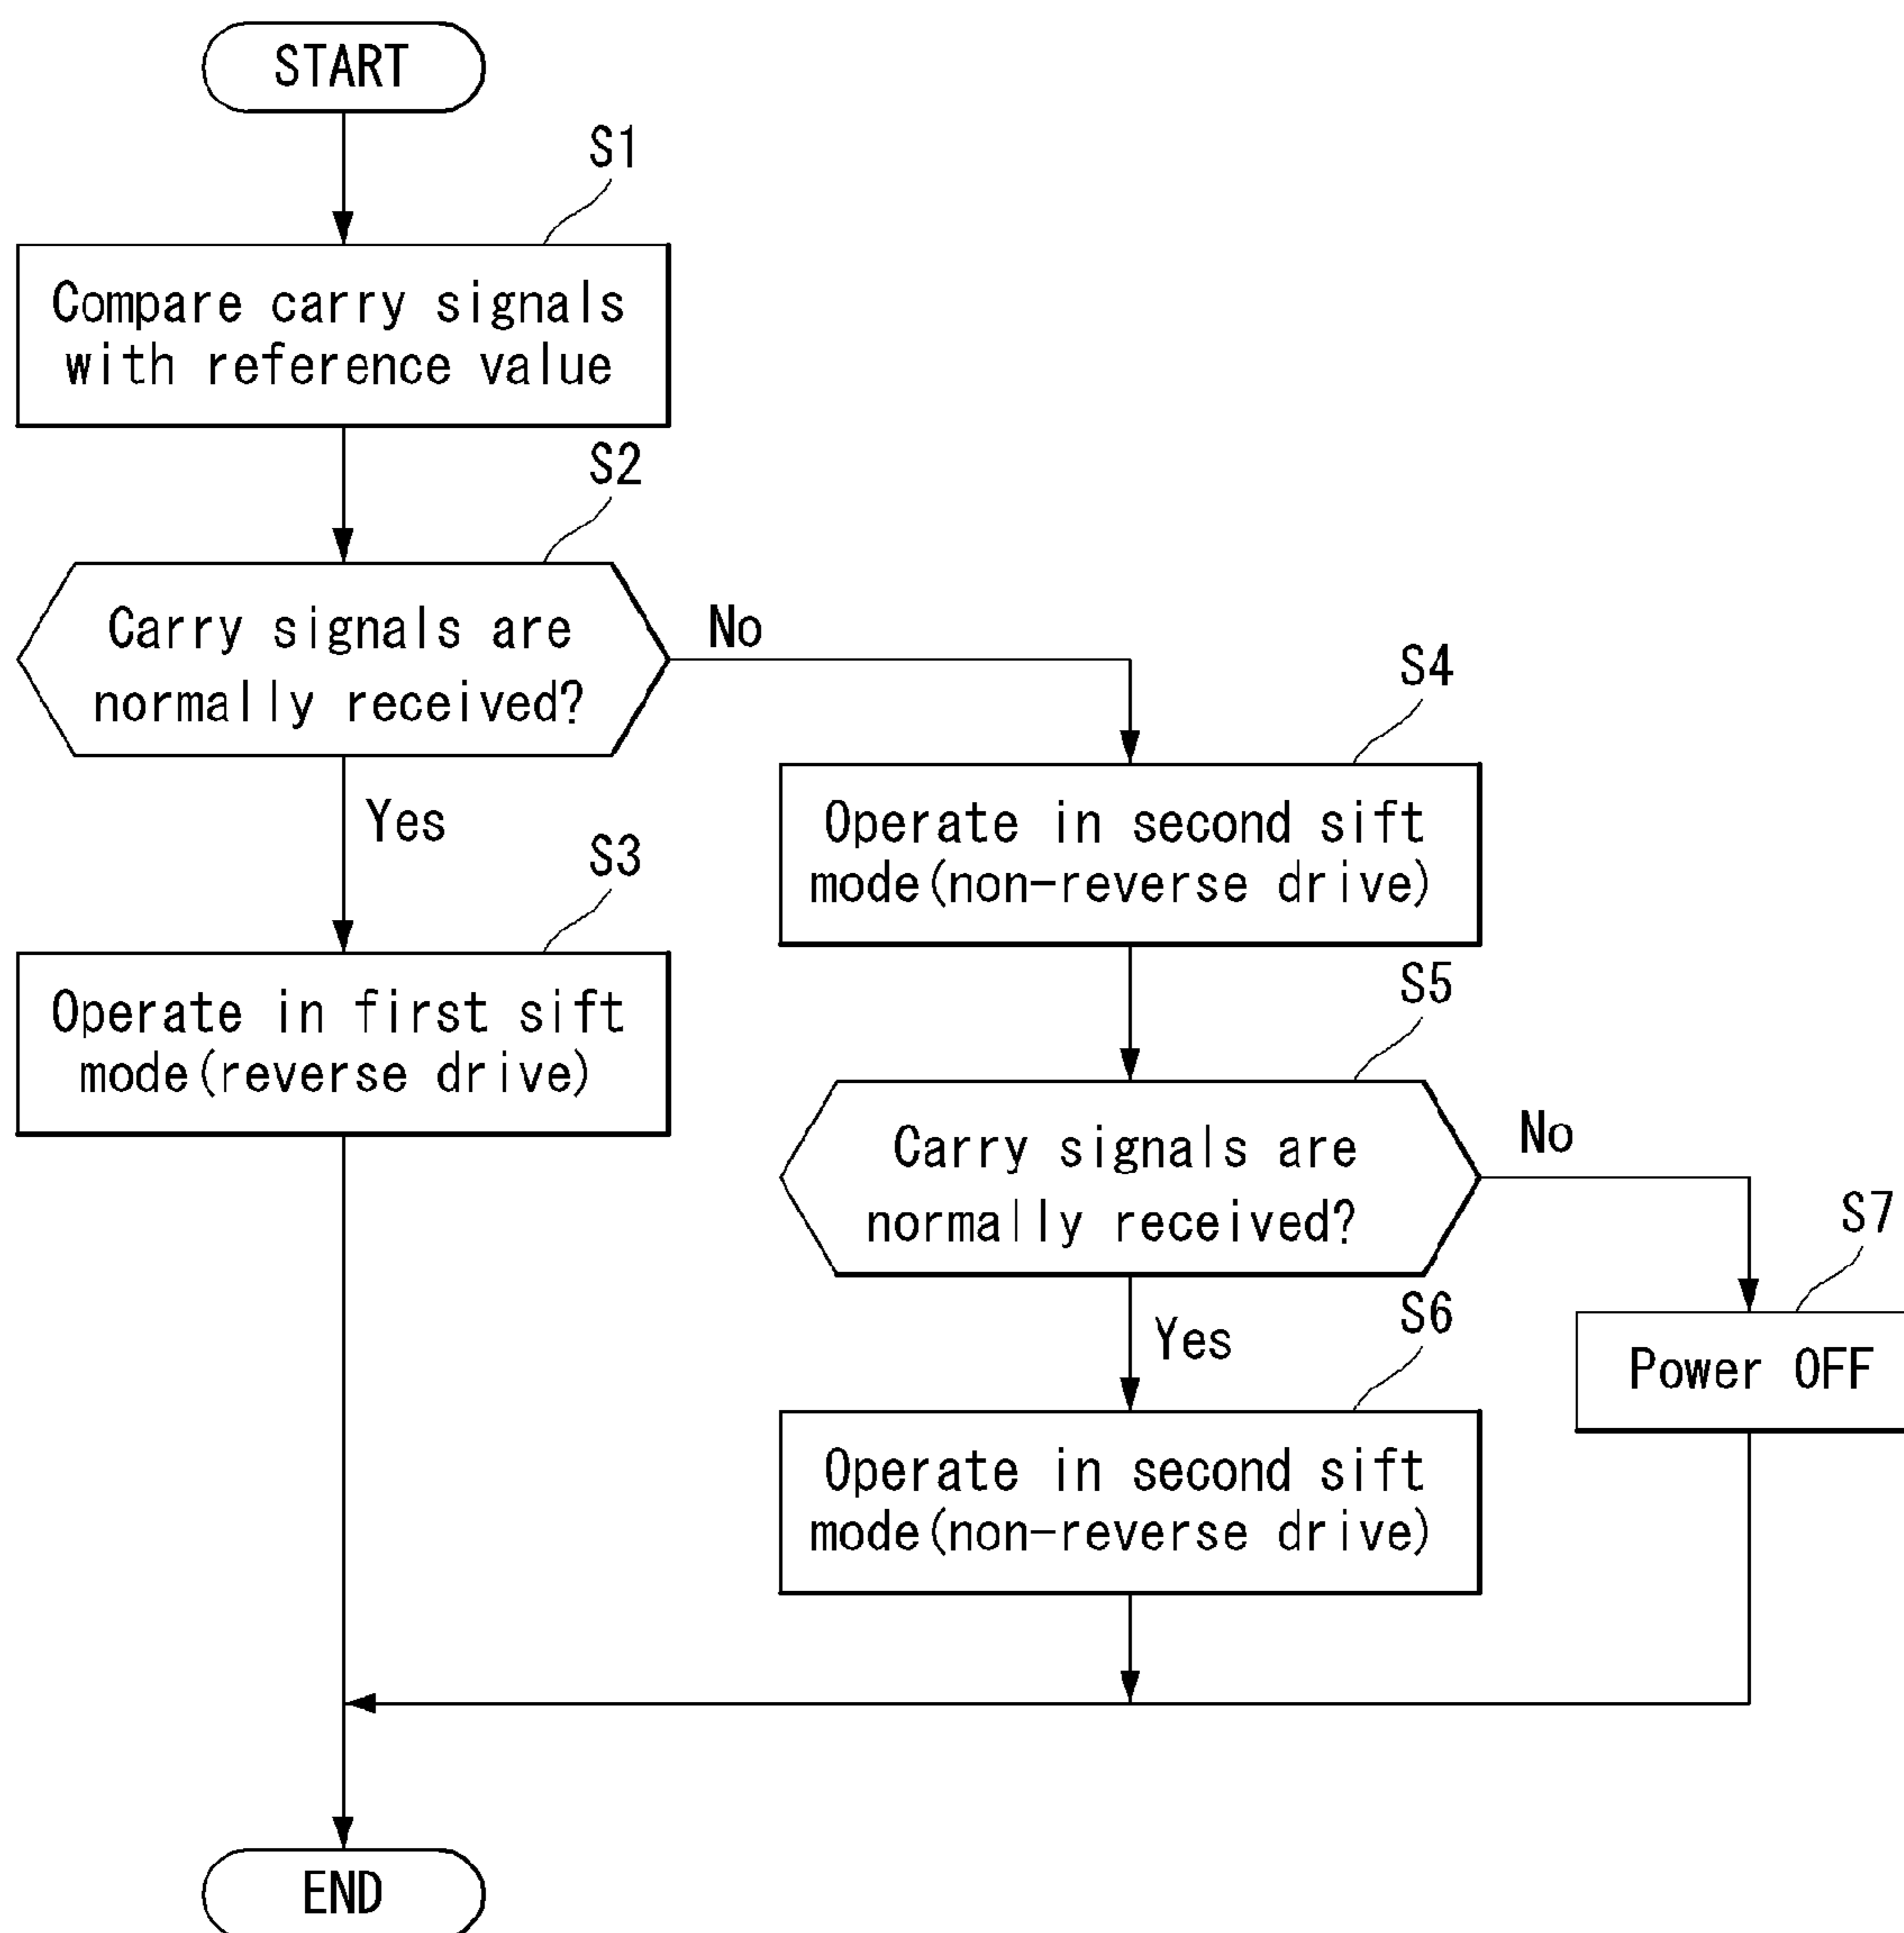 START
S1
Compare carry signals
with reference value
S2
Carry signals are
normally received?
No
Yes
S3
Operate in first sift
mode(reverse drive)
S4
Operate in second sift
mode(non-reverse drive)
S5
Carry signals are
normally received?
No
Yes
S6
Operate in second sift
mode(non-reverse drive)
S7
Power OFF
END